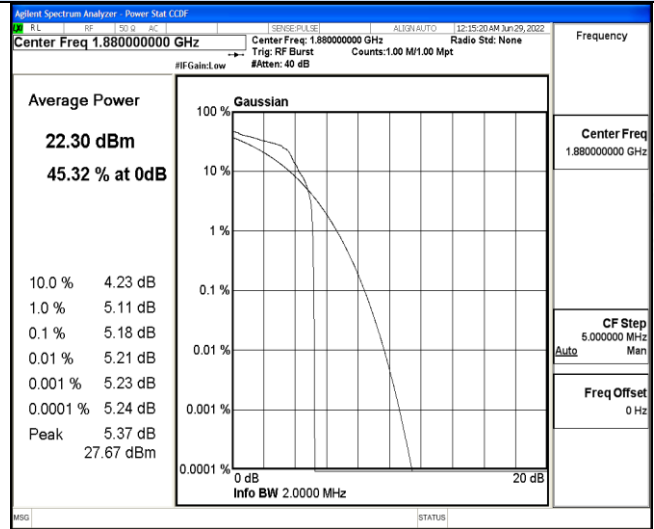 Agilent Spectrum Analyzer - Power Stat CCDF
RL RF 50 Ω AC SENSE:PULSE ALIGN AUTO 12:15:20 AM Jun 29, 2022
Center Freq 1.880000000 GHz
Center Freq: 1.880000000 GHz Radio Std: None
Trig: RF Burst Counts:1.00 M/1.00 Mpt
#IFGain:Low #Atten: 40 dB
Frequency
Average Power
22.30 dBm
45.32 % at 0dB
10.0 % 4.23 dB
1.0 % 5.11 dB
0.1 % 5.18 dB
0.01 % 5.21 dB
0.001 % 5.23 dB
0.0001 % 5.24 dB
Peak 5.37 dB
27.67 dBm
Gaussian
100 %
10 %
1 %
0.1 %
0.01 %
0.001 %
0.0001 %
0 dB 20 dB
Info BW 2.0000 MHz
Center Freq
1.880000000 GHz
CF Step
5.000000 MHz
Auto Man
Freq Offset
0 Hz
MSG STATUS